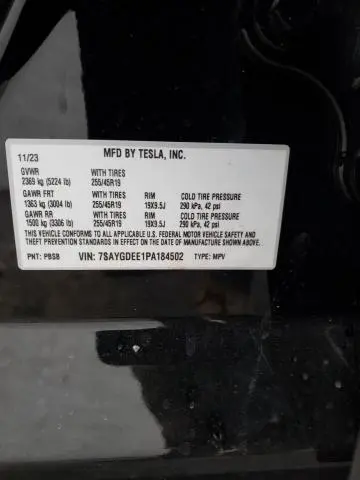 11/23 MFD BY TESLA, INC.
GVWR WITH TIRES
2369 kg (5224 lb) 255/45R19
GAWR FRT WITH TIRES RIM COLD TIRE PRESSURE
1363 kg (3004 lb) 255/45R19 19X9.5J 290 kPa, 42 psi
GAWR RR WITH TIRES RIM COLD TIRE PRESSURE
1500 kg (3306 lb) 255/45R19 19X9.5J 290 kPa, 42 psi
THIS VEHICLE CONFORMS TO ALL APPLICABLE U.S. FEDERAL MOTOR VEHICLE SAFETY AND
THEFT PREVENTION STANDARDS IN EFFECT ON THE DATE OF MANUFACTURE SHOWN ABOVE.
PNT: PBSB VIN: 7SAYGDEE1PA184502 TYPE: MPV